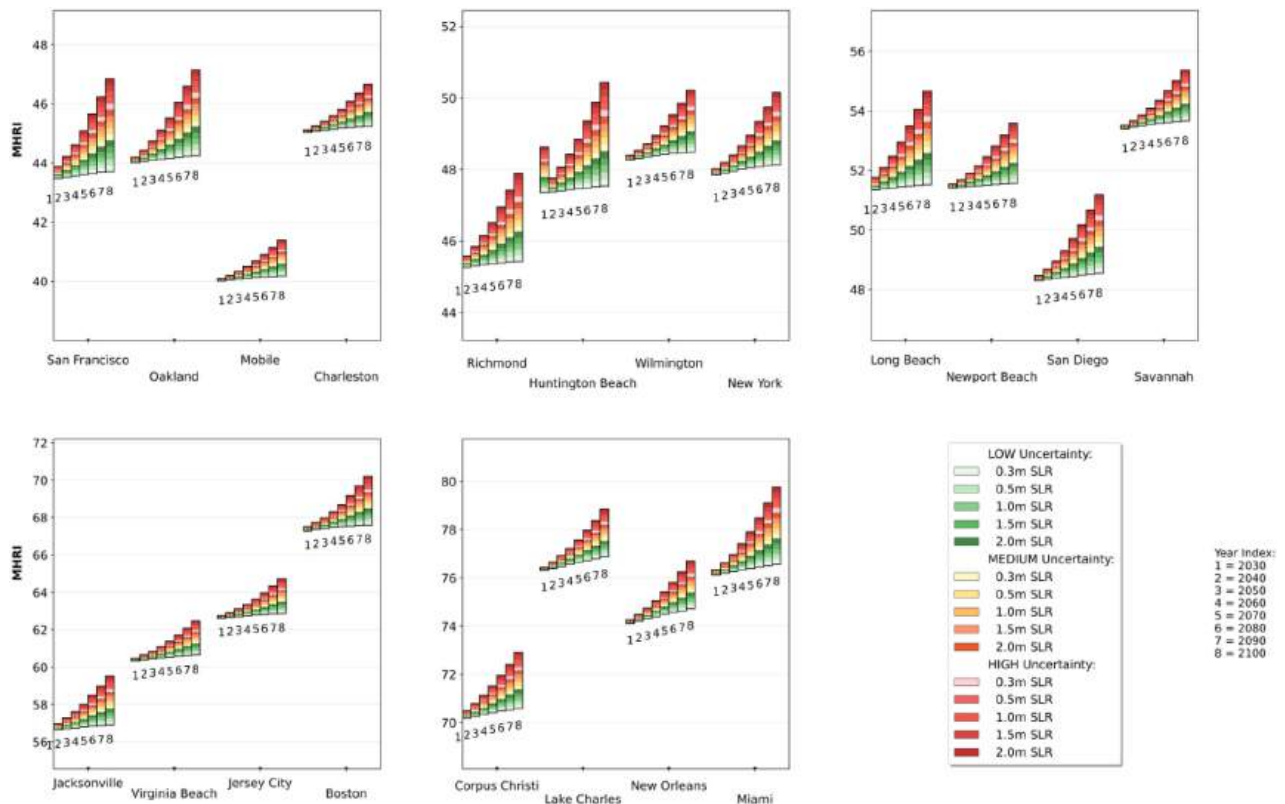 48
46
44
42
40
MHRI
12345678
12345678
12345678
12345678
San Francisco
Oakland
Mobile
Charleston
52
50
48
46
44
12345678
12345678
12345678
12345678
Richmond
Huntington Beach
Wilmington
New York
56
54
52
50
48
12345678
12345678
12345678
12345678
Long Beach
Newport Beach
San Diego
Savannah
72
70
68
66
64
62
60
58
56
MHRI
12345678
12345678
12345678
12345678
Jacksonville
Virginia Beach
Jersey City
Boston
80
78
76
74
72
70
12345678
12345678
12345678
12345678
Corpus Christi
Lake Charles
New Orleans
Miami
LOW Uncertainty:
0.3m SLR
0.5m SLR
1.0m SLR
1.5m SLR
2.0m SLR
MEDIUM Uncertainty:
0.3m SLR
0.5m SLR
1.0m SLR
1.5m SLR
2.0m SLR
HIGH Uncertainty:
0.3m SLR
0.5m SLR
1.0m SLR
1.5m SLR
2.0m SLR
Year Index:
1 = 2030
2 = 2040
3 = 2050
4 = 2060
5 = 2070
6 = 2080
7 = 2090
8 = 2100